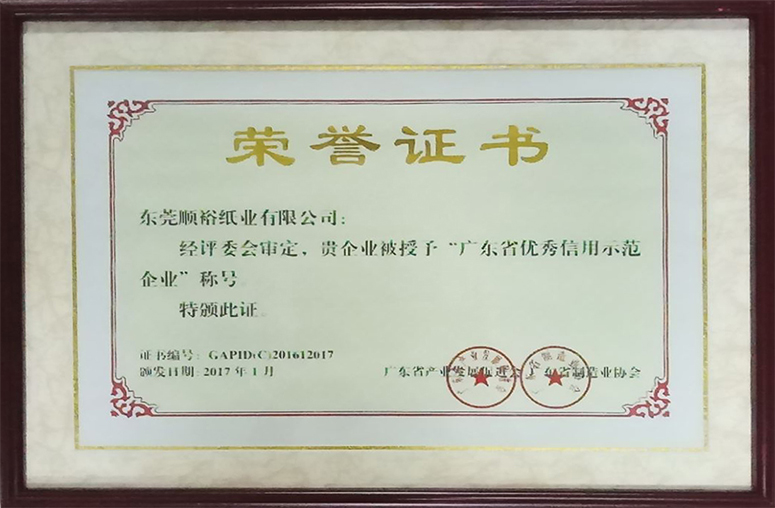 荣誉证书
东莞顺裕纸业有限公司：
经评委会审定，贵企业被授予“广东省优秀信用示范
企业”称号
特颁此证
证书编号：GAPID(C)201612017
颁发日期：2017年1月
广东省产业发展促进会 广东省制造业协会